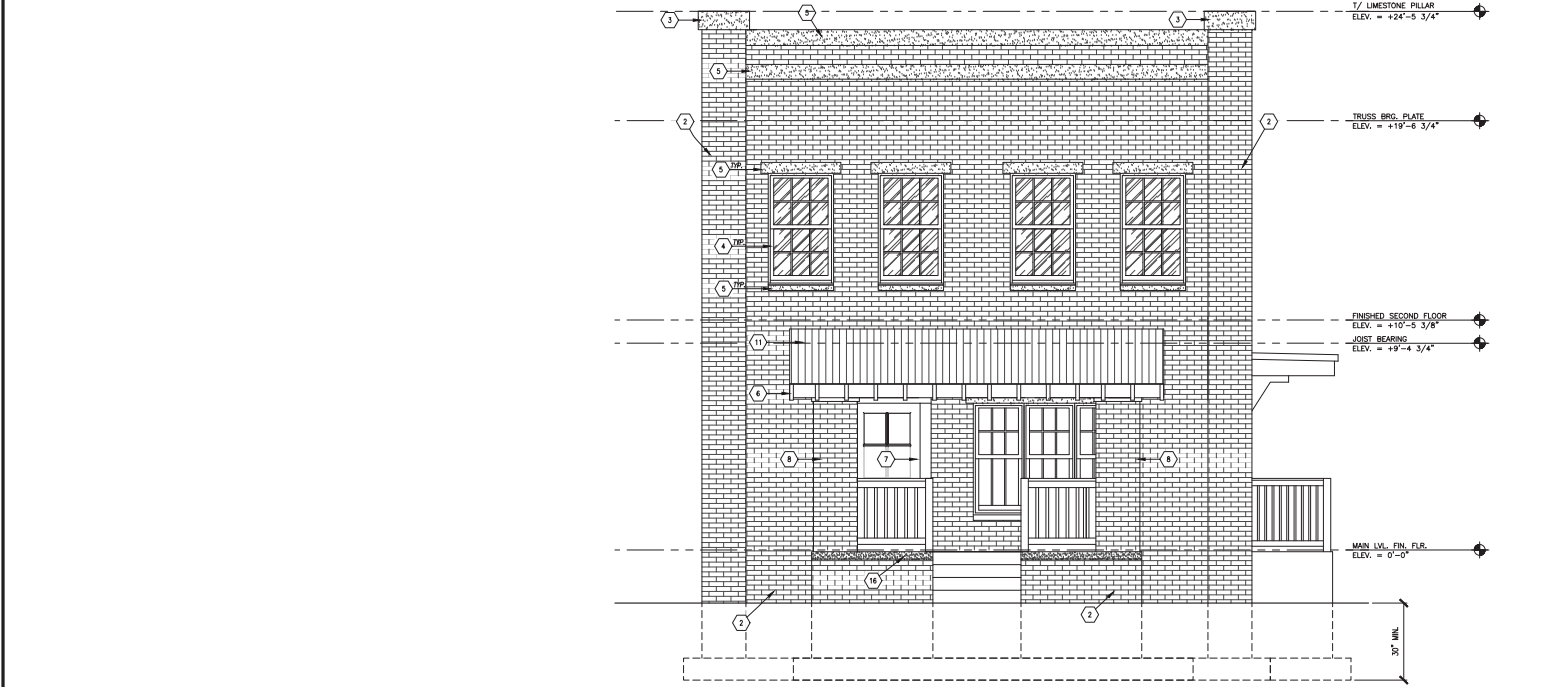 T/ LIMESTONE PILLAR
ELEV. = +24'-5 3/4"
3
5
3
5
2
TRUSS BRG. PLATE
ELEV. = +19'-6 3/4"
2
5 TYP.
4 TYP.
5 TYP.
FINISHED SECOND FLOOR
ELEV. = +10'-5 3/8"
11
JOIST BEARING
ELEV. = +9'-4 3/4"
6
8
7
8
MAIN LVL. FIN. FLR.
ELEV. = 0'-0"
16
2
2
30" MIN.